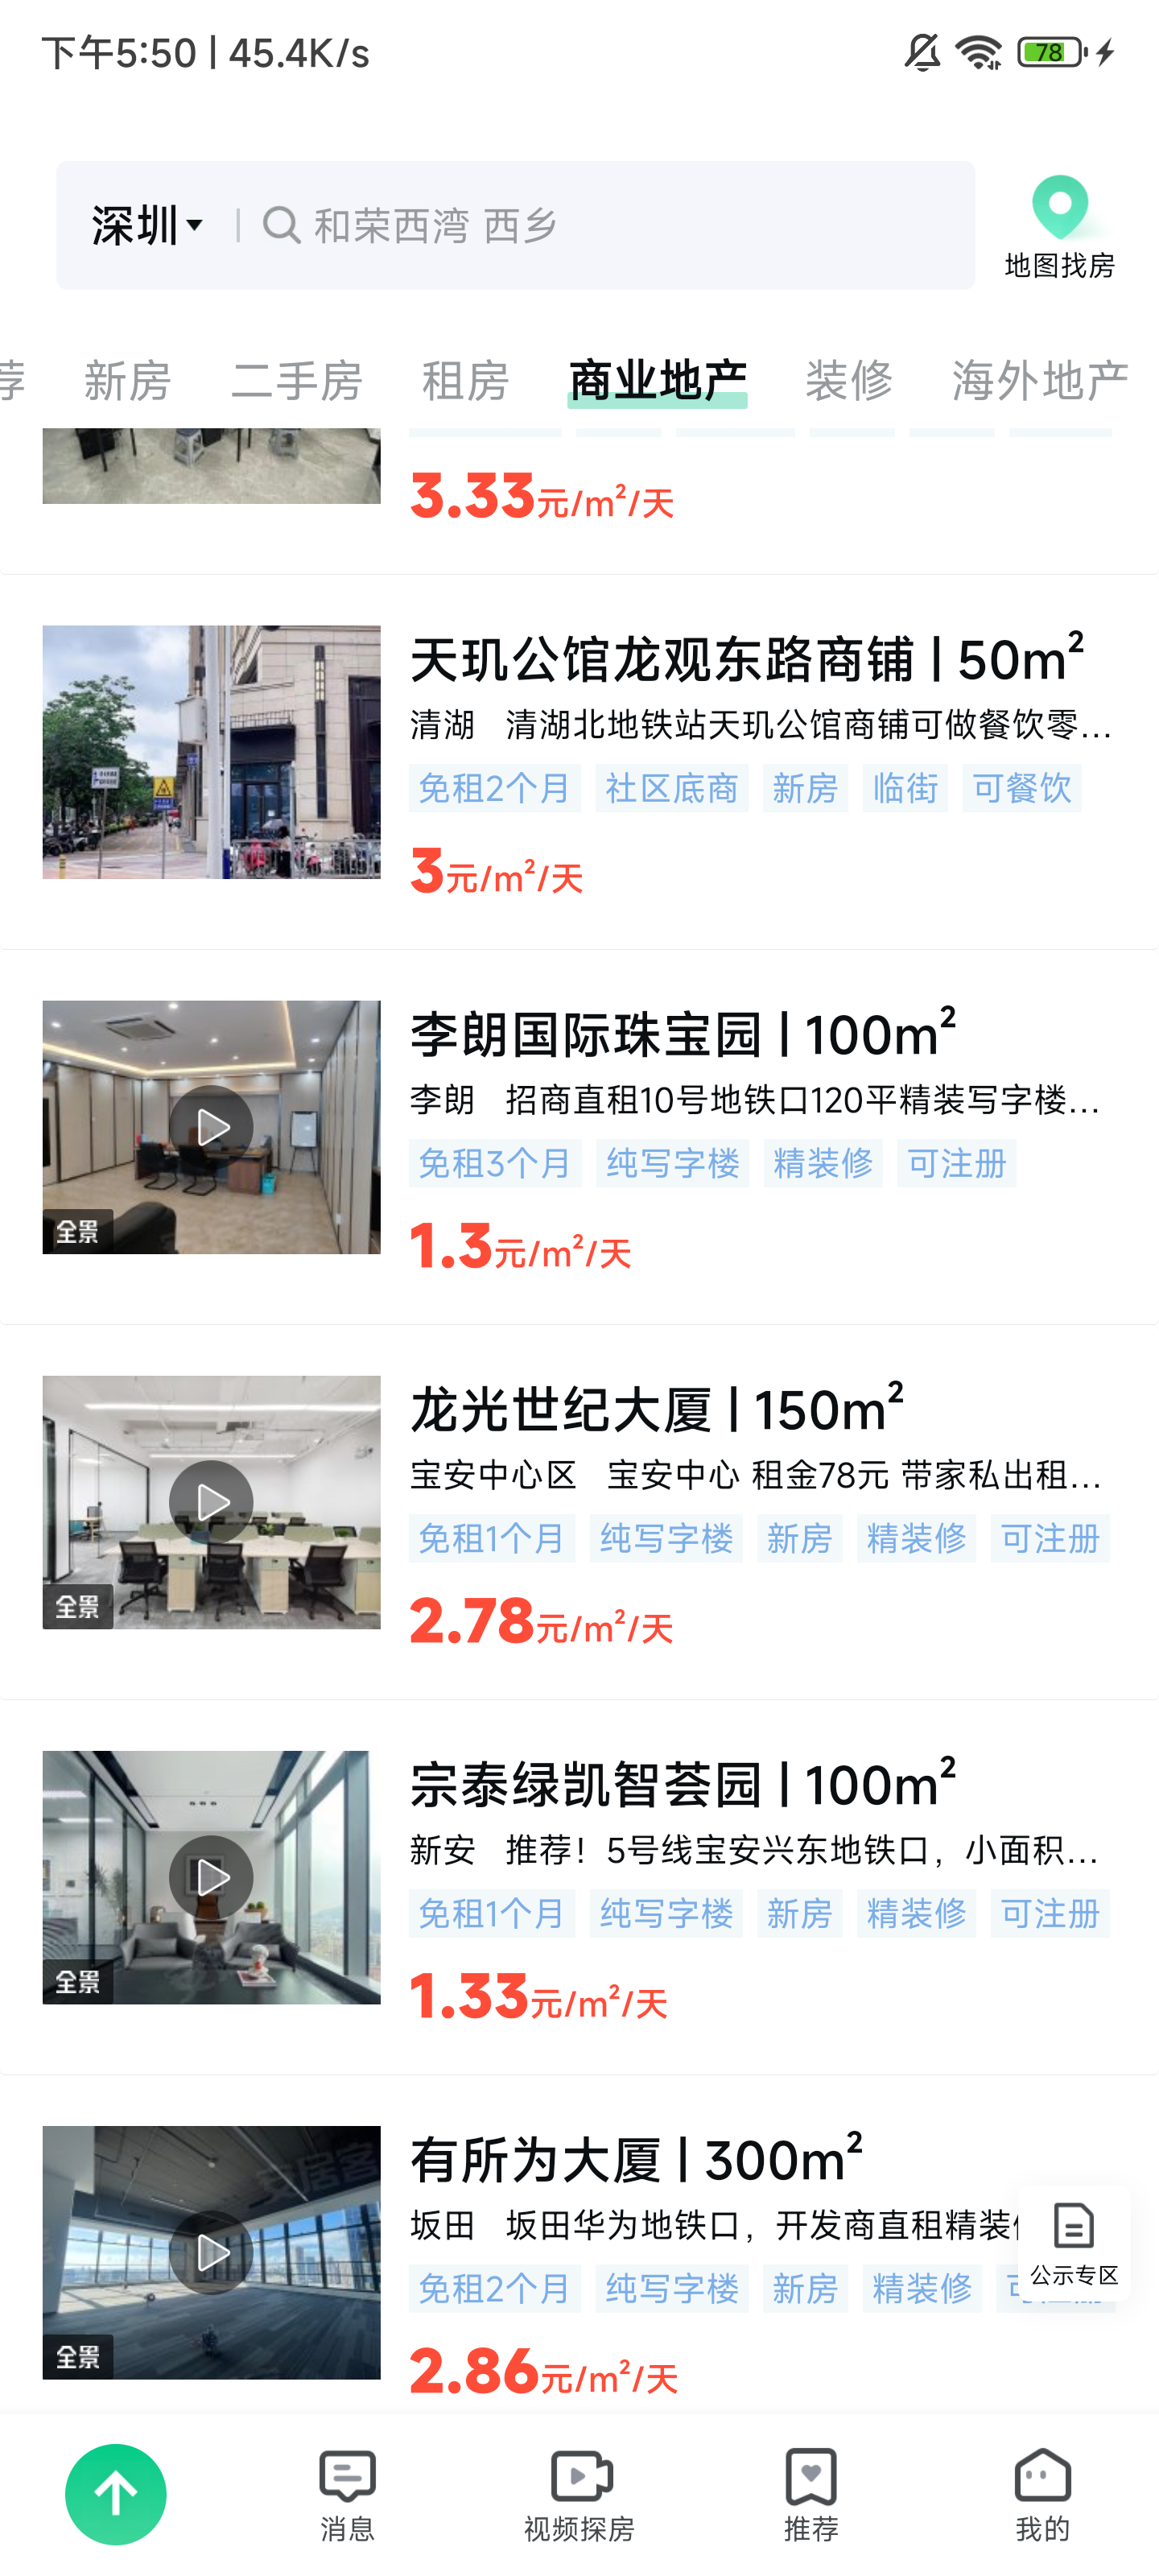 下午5:50 | 45.4K/s
78
深圳
和荣西湾 西乡
地图找房
荐 新房 二手房 租房 商业地产 装修 海外地产
3.33元/m²/天
天玑公馆龙观东路商铺 | 50m²
清湖 清湖北地铁站天玑公馆商铺可做餐饮零...
免租2个月 社区底商 新房 临街 可餐饮
3元/m²/天
李朗国际珠宝园 | 100m²
李朗 招商直租10号地铁口120平精装写字楼...
免租3个月 纯写字楼 精装修 可注册
1.3元/m²/天
全景
龙光世纪大厦 | 150m²
宝安中心区 宝安中心 租金78元 带家私出租...
免租1个月 纯写字楼 新房 精装修 可注册
2.78元/m²/天
全景
宗泰绿凯智荟园 | 100m²
新安 推荐！5号线宝安兴东地铁口，小面积...
免租1个月 纯写字楼 新房 精装修 可注册
1.33元/m²/天
全景
有所为大厦 | 300m²
坂田 坂田华为地铁口，开发商直租精装
免租2个月 纯写字楼 新房 精装修
2.86元/m²/天
全景
公示专区
消息 视频探房 推荐 我的